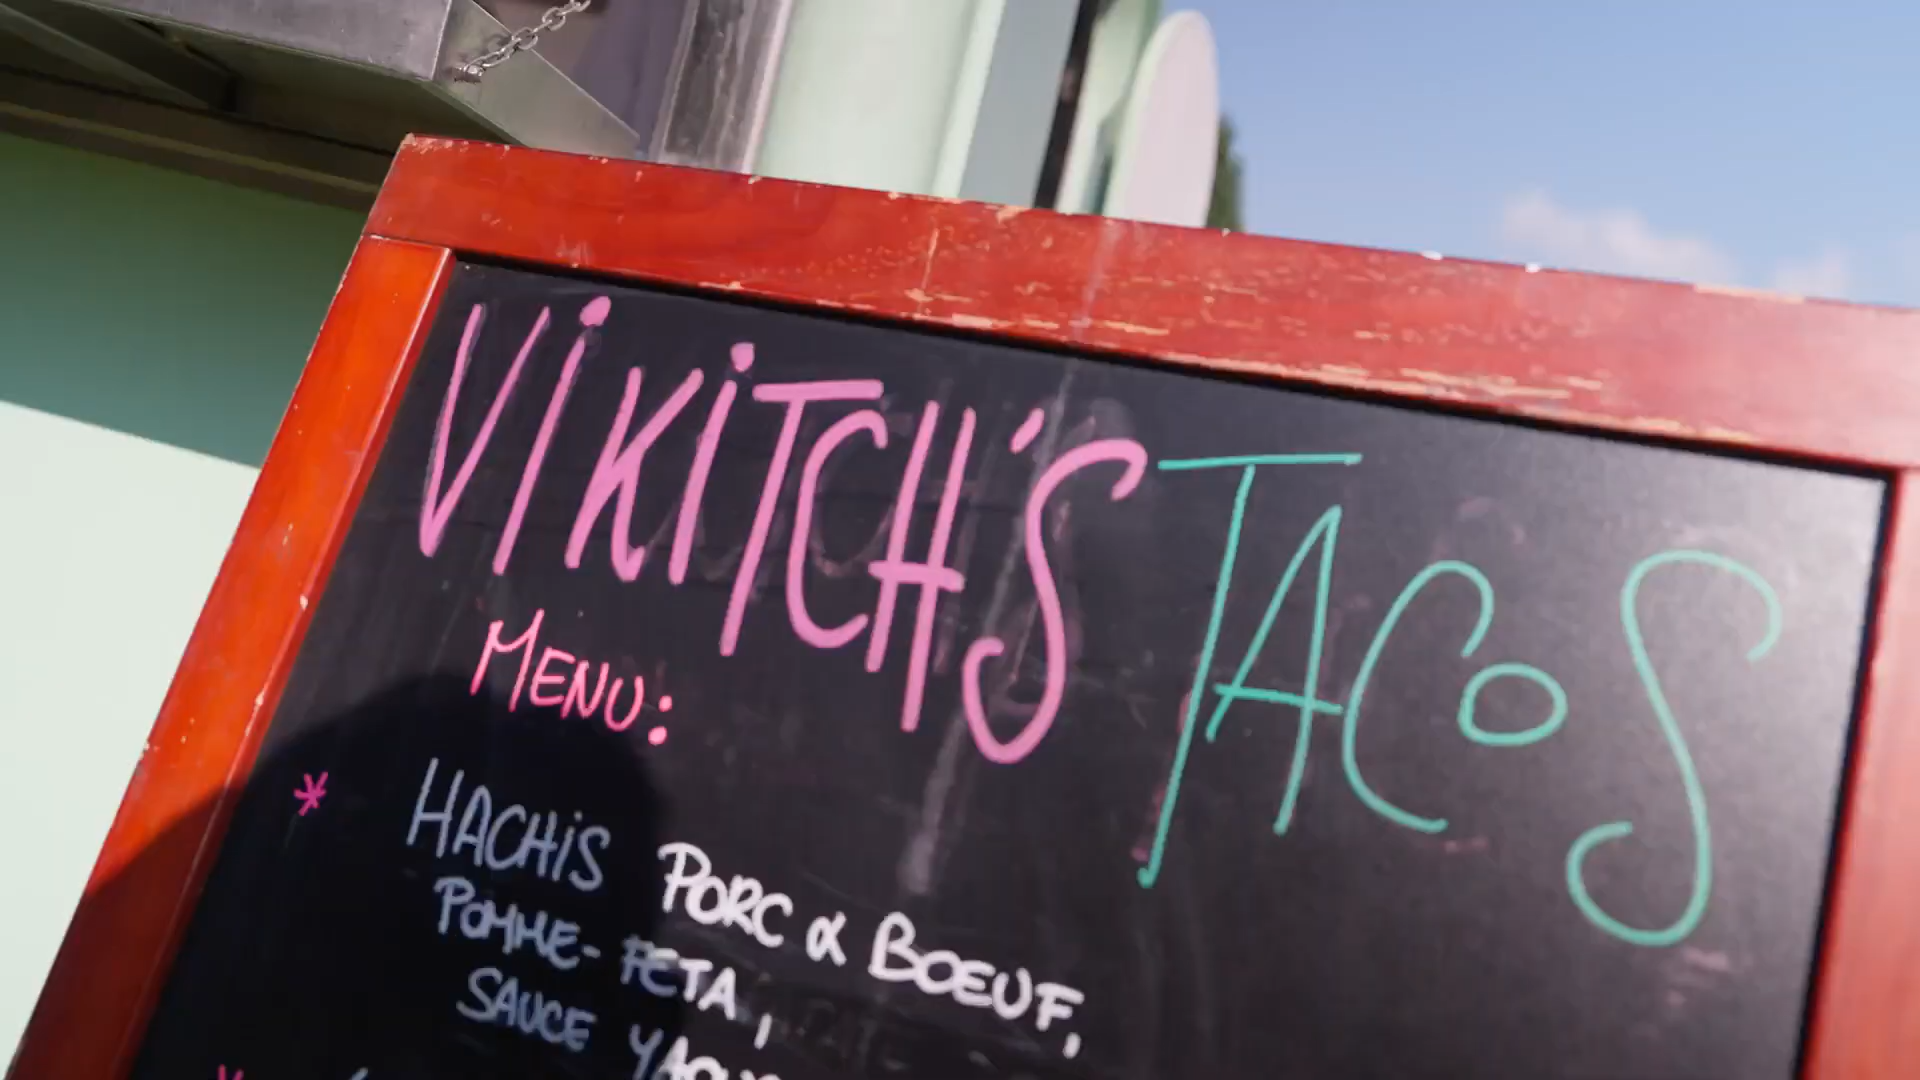 ViKiTCH'S TACOS
MENU:
* HACHiS PORC & BOEUF,
POMME-FETA,
SAUCE